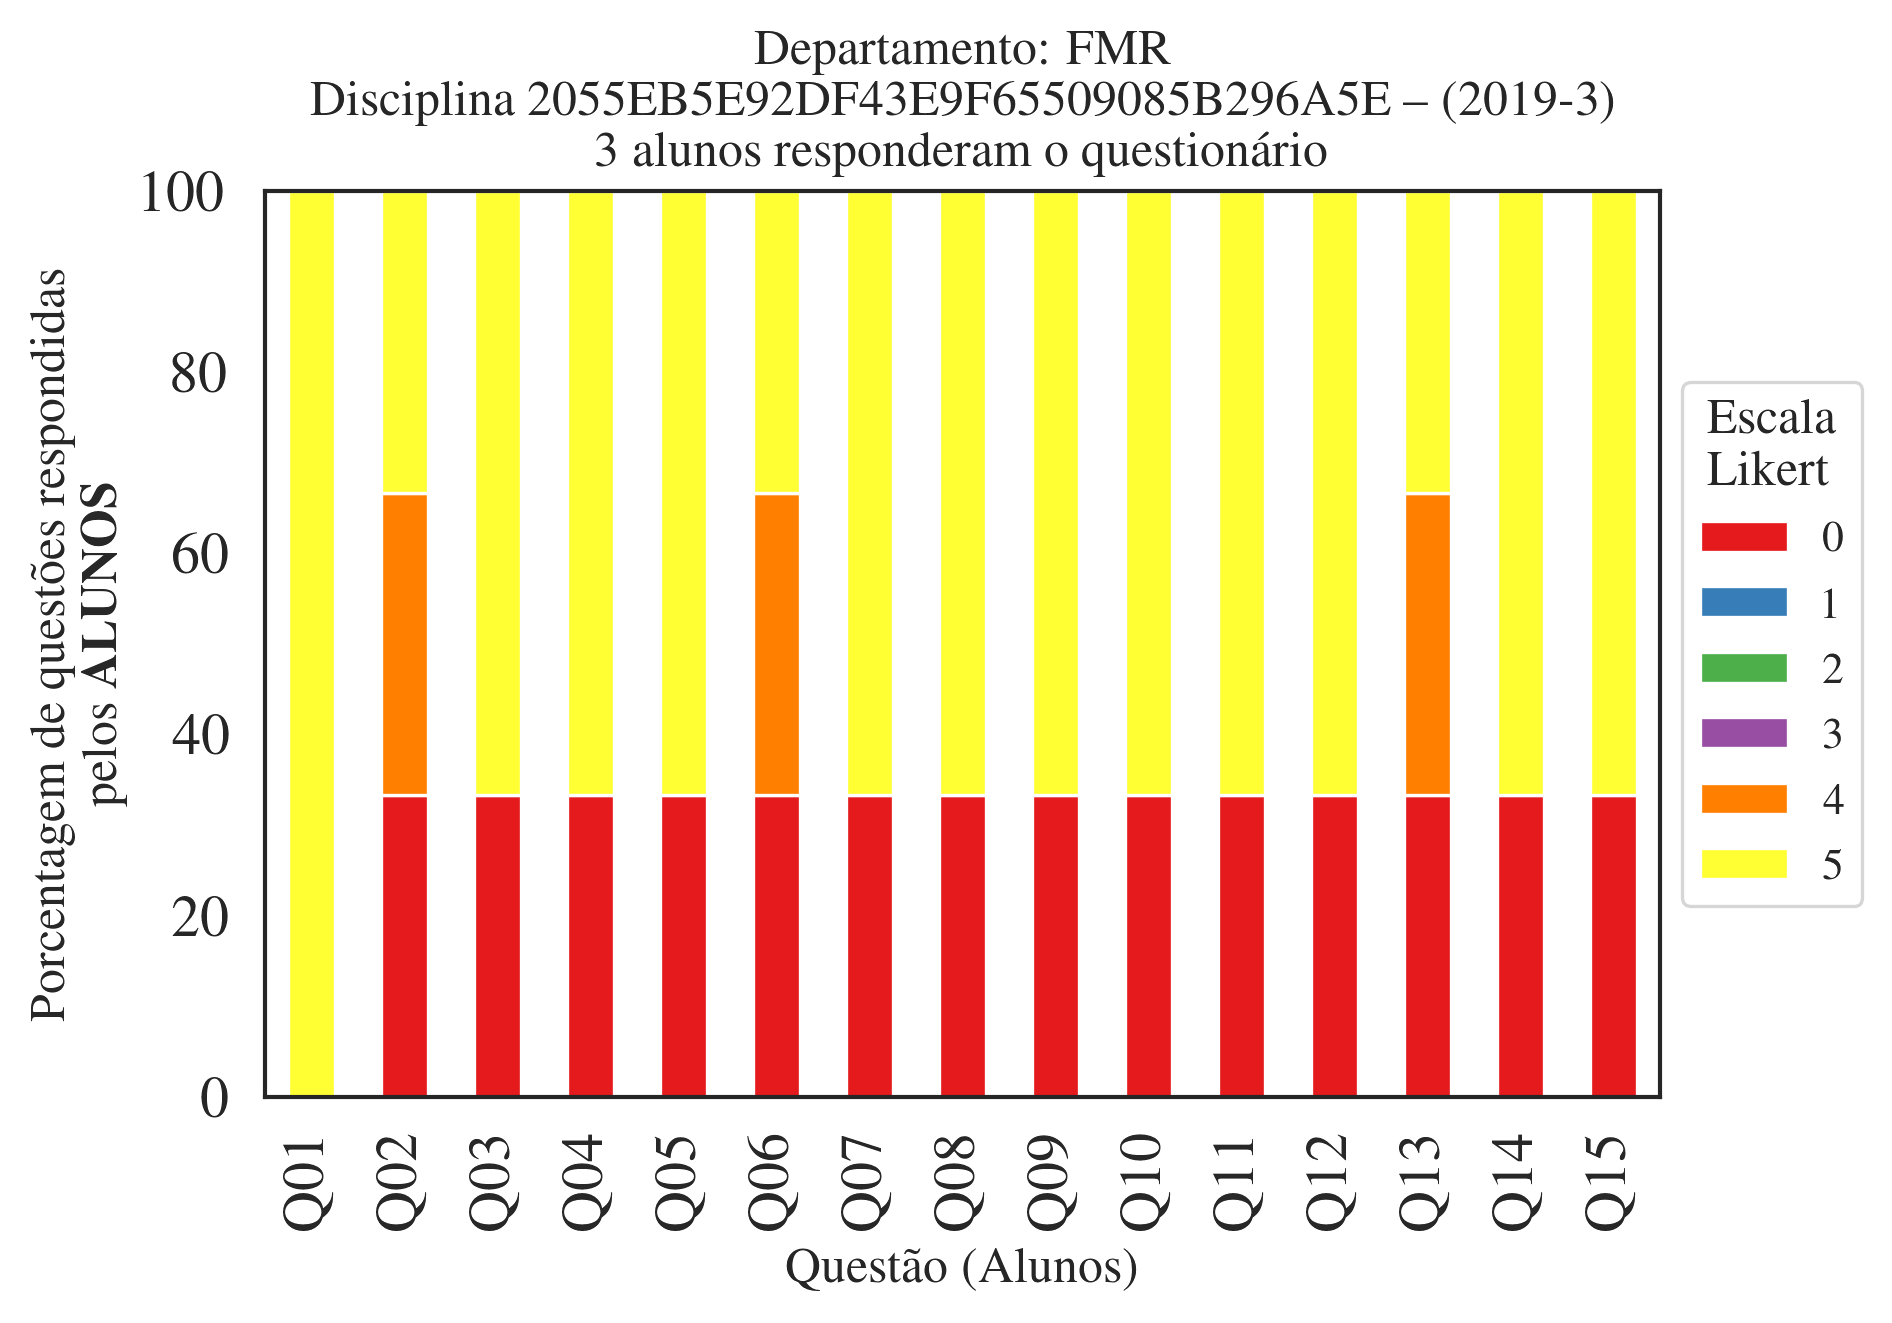 Departamento: FMR
Disciplina 2055EB5E92DF43E9F65509085B296A5E – (2019-3)
3 alunos responderam o questionário
100
80
60
40
20
0
Porcentagem de questões respondidas
pelos ALUNOS
Q01
Q02
Q03
Q04
Q05
Q06
Q07
Q08
Q09
Q10
Q11
Q12
Q13
Q14
Q15
Questão (Alunos)
Escala
Likert
0
1
2
3
4
5